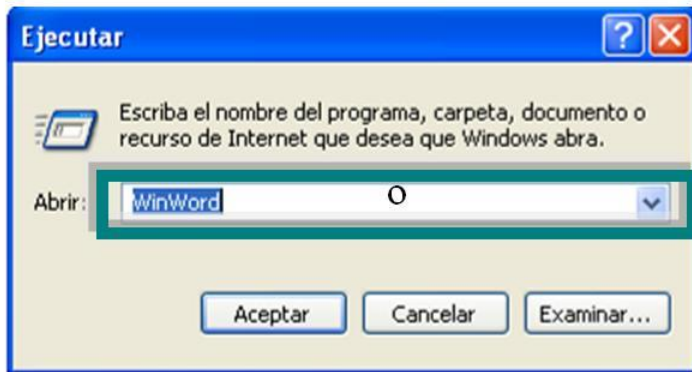 Ejecutar
Escriba el nombre del programa, carpeta, documento o
recurso de Internet que desea que Windows abra.
Abrir: WinWord o
Aceptar Cancelar Examinar...